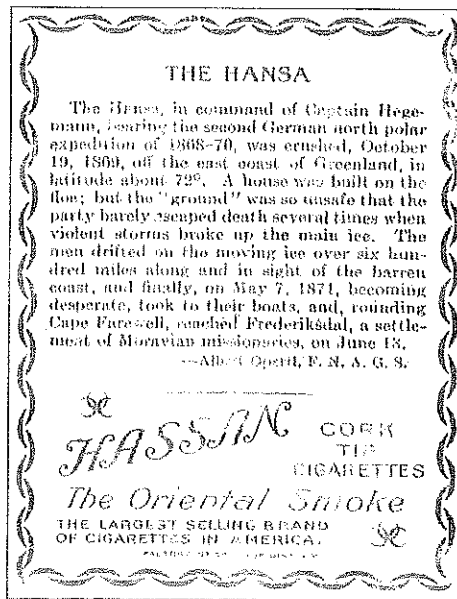 THE HANSA
The Hansa, in command of Captain Hege-
mann, bearing the second German north polar
expedition of 1868-70, was crushed, October
19, 1869, off the east coast of Greenland, in
latitude about 72°. A house was built on the
floe; but the "ground" was so unsafe that the
party barely escaped death several times when
violent storms broke up the main ice. The
men drifted on the moving ice over six hun-
dred miles along and in sight of the barren
coast, and finally, on May 7, 1871, becoming
desperate, took to their boats, and, rounding
Cape Farewell, reached Frederiksdal, a settle-
ment of Moravian missionaries, on June 13.
—Albert Operti, F. N. A. G. S.
HASSAN
CORK
TIP
CIGARETTES
The Oriental Smoke
THE LARGEST SELLING BRAND
OF CIGARETTES IN AMERICA.
FACTORY